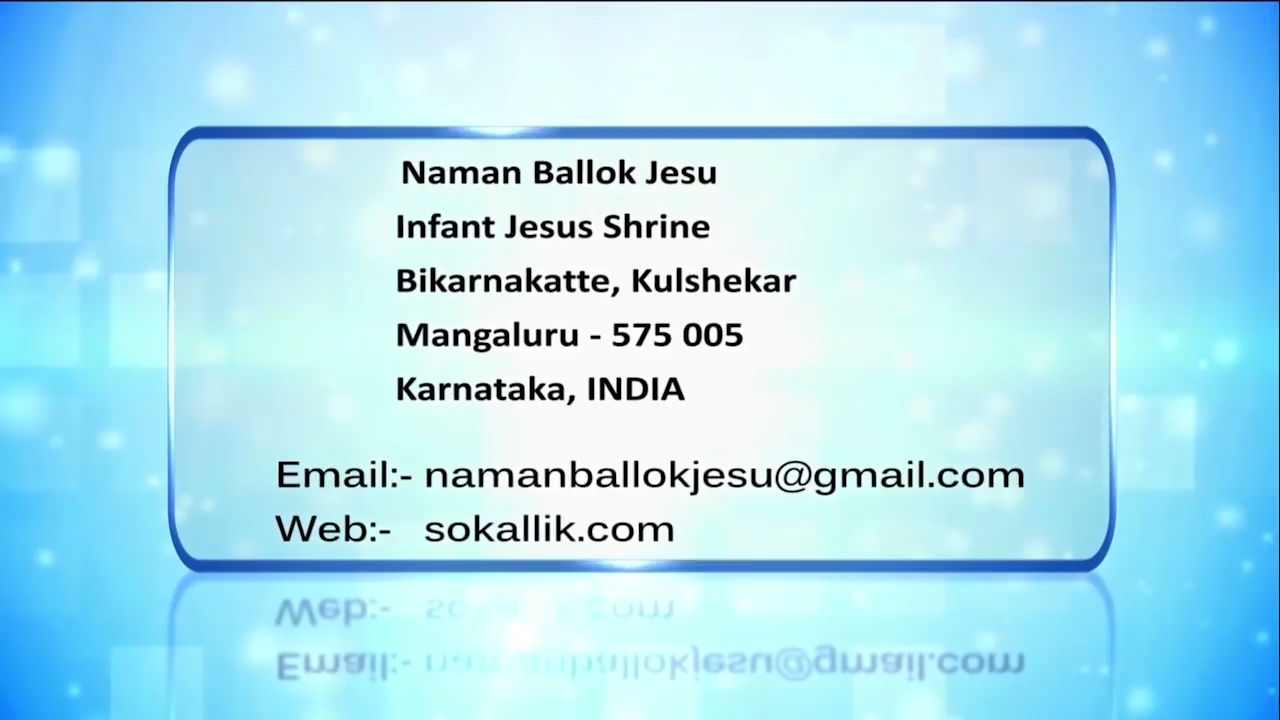 Naman Ballok Jesu
Infant Jesus Shrine
Bikarnakatte, Kulshekar
Mangaluru - 575 005
Karnataka, INDIA
Email:- namanballokjesu@gmail.com
Web:- sokallik.com